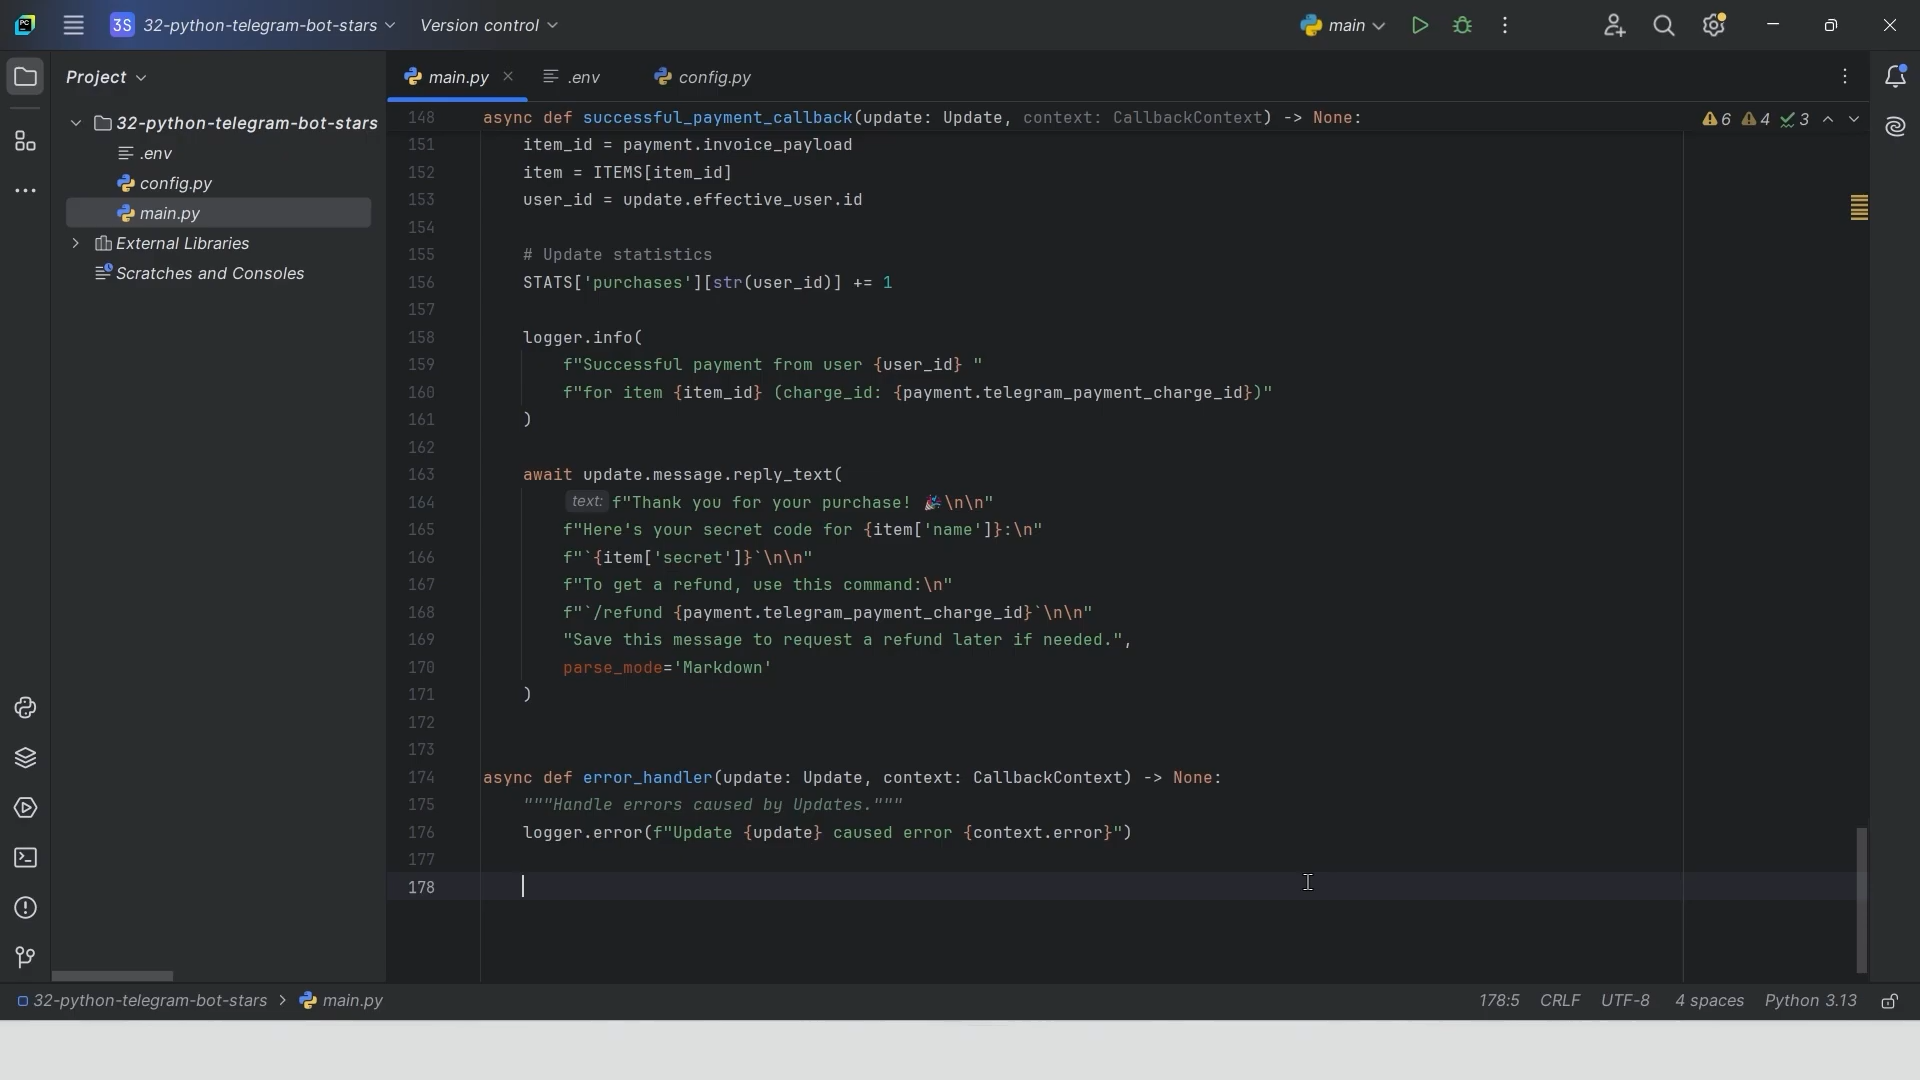 3S 32-python-telegram-bot-stars Version control main
Project main.py .env config.py
32-python-telegram-bot-stars
.env
config.py
main.py
External Libraries
Scratches and Consoles
148 async def successful_payment_callback(update: Update, context: CallbackContext) -> None: 6 4 3
151 item_id = payment.invoice_payload
152 item = ITEMS[item_id]
153 user_id = update.effective_user.id
154
155 # Update statistics
156 STATS['purchases'][str(user_id)] += 1
157
158 logger.info(
159 f"Successful payment from user {user_id} "
160 f"for item {item_id} (charge_id: {payment.telegram_payment_charge_id})"
161 )
162
163 await update.message.reply_text(
164 text: f"Thank you for your purchase! 🎉\n\n"
165 f"Here's your secret code for {item['name']}:\n"
166 f"`{item['secret']}`\n\n"
167 f"To get a refund, use this command:\n"
168 f"`/refund {payment.telegram_payment_charge_id}`\n\n"
169 "Save this message to request a refund later if needed.",
170 parse_mode='Markdown'
171 )
172
173
174 async def error_handler(update: Update, context: CallbackContext) -> None:
175 """Handle errors caused by Updates."""
176 logger.error(f"Update {update} caused error {context.error}")
177
178
32-python-telegram-bot-stars > main.py 178:5 CRLF UTF-8 4 spaces Python 3.13